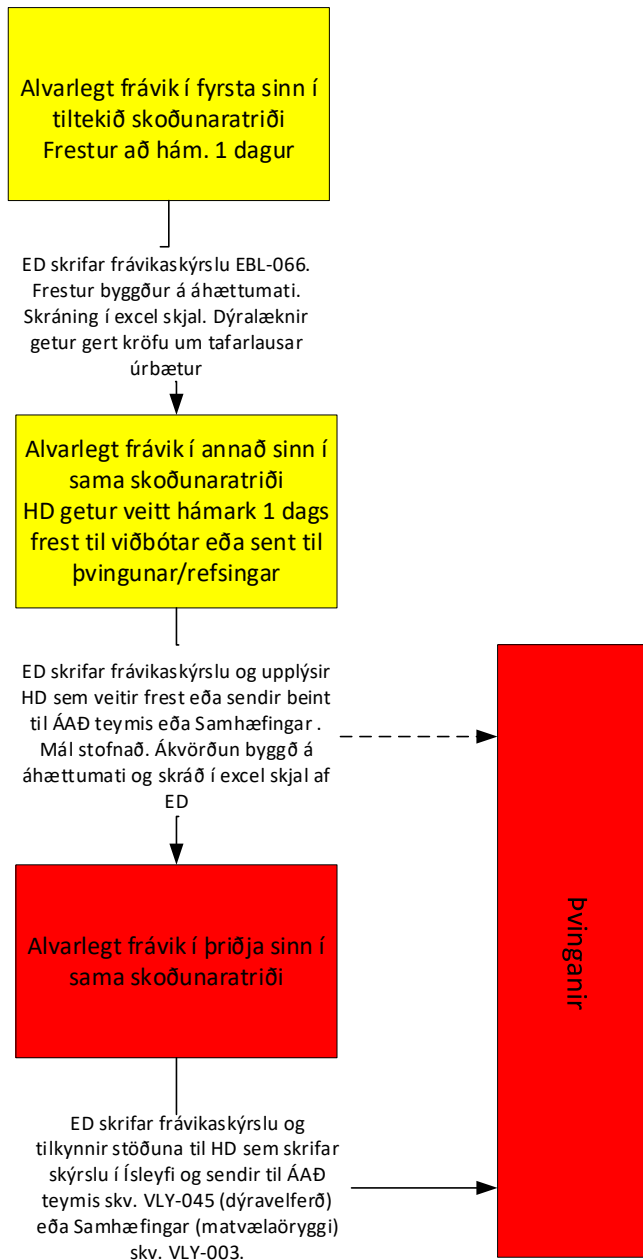 Alvarlegt frávik í fyrsta sinn í
tiltekið skoðunaratriði
Frestur að hám. 1 dagur
ED skrifar frávikaskýrslu EBL-066.
Frestur byggður á áhættumati.
Skráning í excel skjal. Dýralæknir
getur gert kröfu um tafarlausar
úrbætur
Alvarlegt frávik í annað sinn í
sama skoðunaratriði
HD getur veitt hámark 1 dags
frest til viðbótar eða sent til
þvingunar/refsingar
ED skrifar frávikaskýrslu og upplýsir
HD sem veitir frest eða sendir beint
til ÁAÐ teymis eða Samhæfingar .
Mál stofnað. Ákvörðun byggð á
áhættumati og skráð í excel skjal af
ED
Alvarlegt frávik í þriðja sinn í
sama skoðunaratriði
ED skrifar frávikaskýrslu og
tilkynnir stöðuna til HD sem skrifar
skýrslu í Ísleyfi og sendir til ÁAÐ
teymis skv. VLY-045 (dýravelferð)
eða Samhæfingar (matvælaöryggi)
skv. VLY-003.
Þvinganir